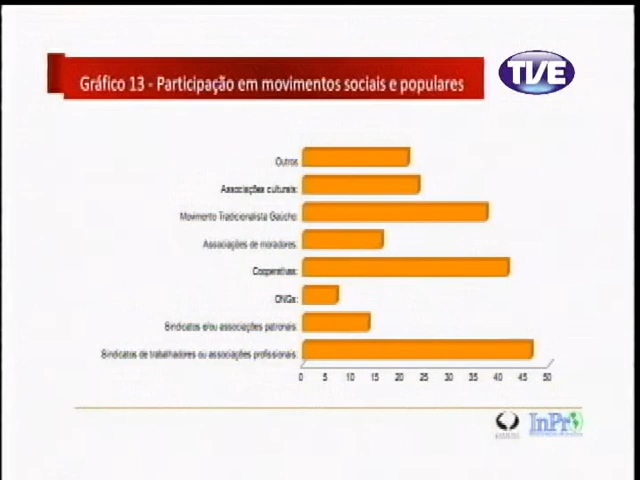 Gráfico 13 - Participação em movimentos sociais e populares
TVE
Outros
Associações culturais:
Movimento Tradicionalista Gaúcho:
Associações de moradores:
Cooperativas:
ONGs:
Sindicatos e/ou associações patronais:
Sindicatos de trabalhadores ou associações profissionais:
0 5 10 15 20 25 30 35 40 45 50
InPro